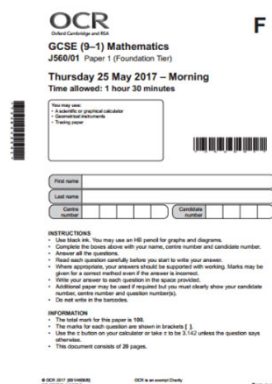 OCR
Oxford Cambridge and RSA
F
GCSE (9–1) Mathematics
J560/01 Paper 1 (Foundation Tier)
Thursday 25 May 2017 – Morning
Time allowed: 1 hour 30 minutes
You may use:
• A scientific or graphical calculator
• Geometrical instruments
• Tracing paper
First name
Last name
Centre number
Candidate number
INSTRUCTIONS
• Use black ink. You may use an HB pencil for graphs and diagrams.
• Complete the boxes above with your name, centre number and candidate number.
• Answer all the questions.
• Read each question carefully before you start to write your answer.
• Where appropriate, your answers should be supported with working. Marks may be
given for a correct method even if the answer is incorrect.
• Write your answer to each question in the space provided.
• Additional paper may be used if required but you must clearly show your candidate
number, centre number and question number(s).
• Do not write in the barcodes.
INFORMATION
• The total mark for this paper is 100.
• The marks for each question are shown in brackets [ ].
• Use the π button on your calculator or take π to be 3.142 unless the question says
otherwise.
• This document consists of 20 pages.
© OCR 2017
OCR is an exempt Charity